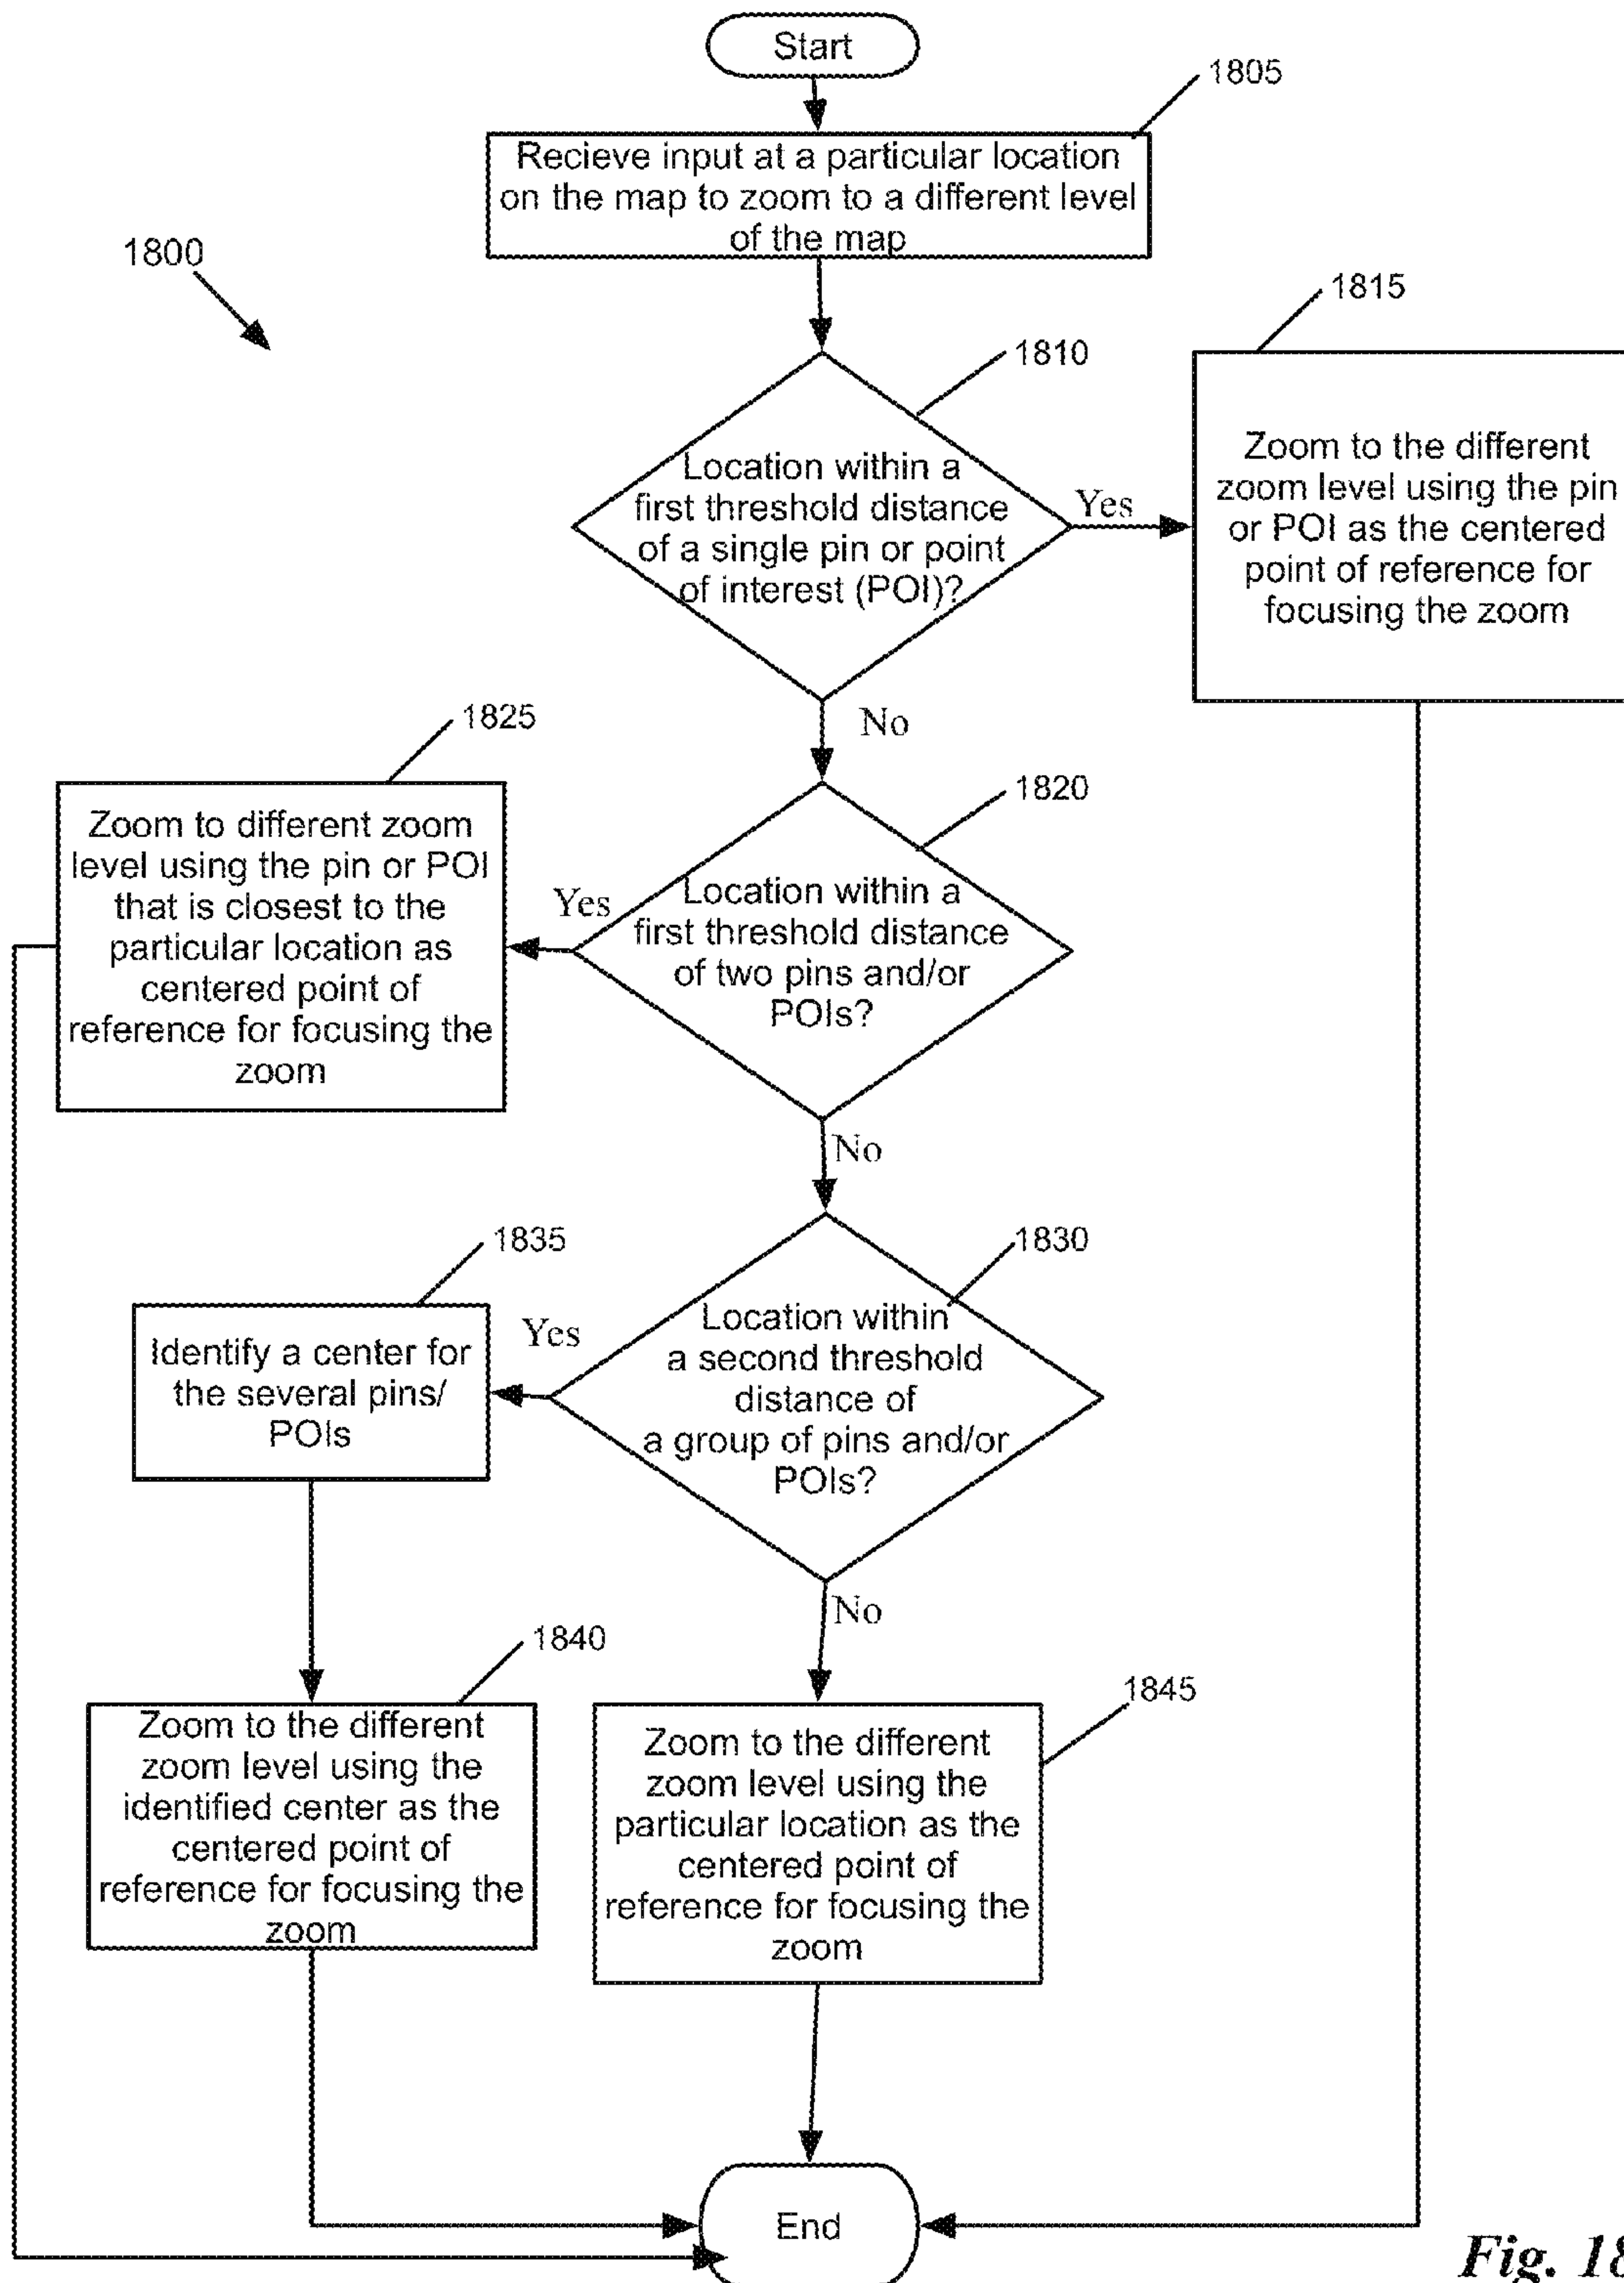 Start
1805
Recieve input at a particular location
on the map to zoom to a different level
of the map
1800
1815
1810
Location within a
first threshold distance
of a single pin or point
of interest (POI)?
Yes
Zoom to the different
zoom level using the pin
or POI as the centered
point of reference for
focusing the zoom
No
1825
1820
Zoom to different zoom
level using the pin or POI
that is closest to the
particular location as
centered point of
reference for focusing the
zoom
Yes
Location within a
first threshold distance
of two pins and/or
POIs?
No
1835
1830
Identify a center for
the several pins/
POIs
Yes
Location within
a second threshold
distance of
a group of pins and/or
POIs?
No
1840
1845
Zoom to the different
zoom level using the
identified center as the
centered point of
reference for focusing the
zoom
Zoom to the different
zoom level using the
particular location as the
centered point of
reference for focusing the
zoom
End
Fig. 18